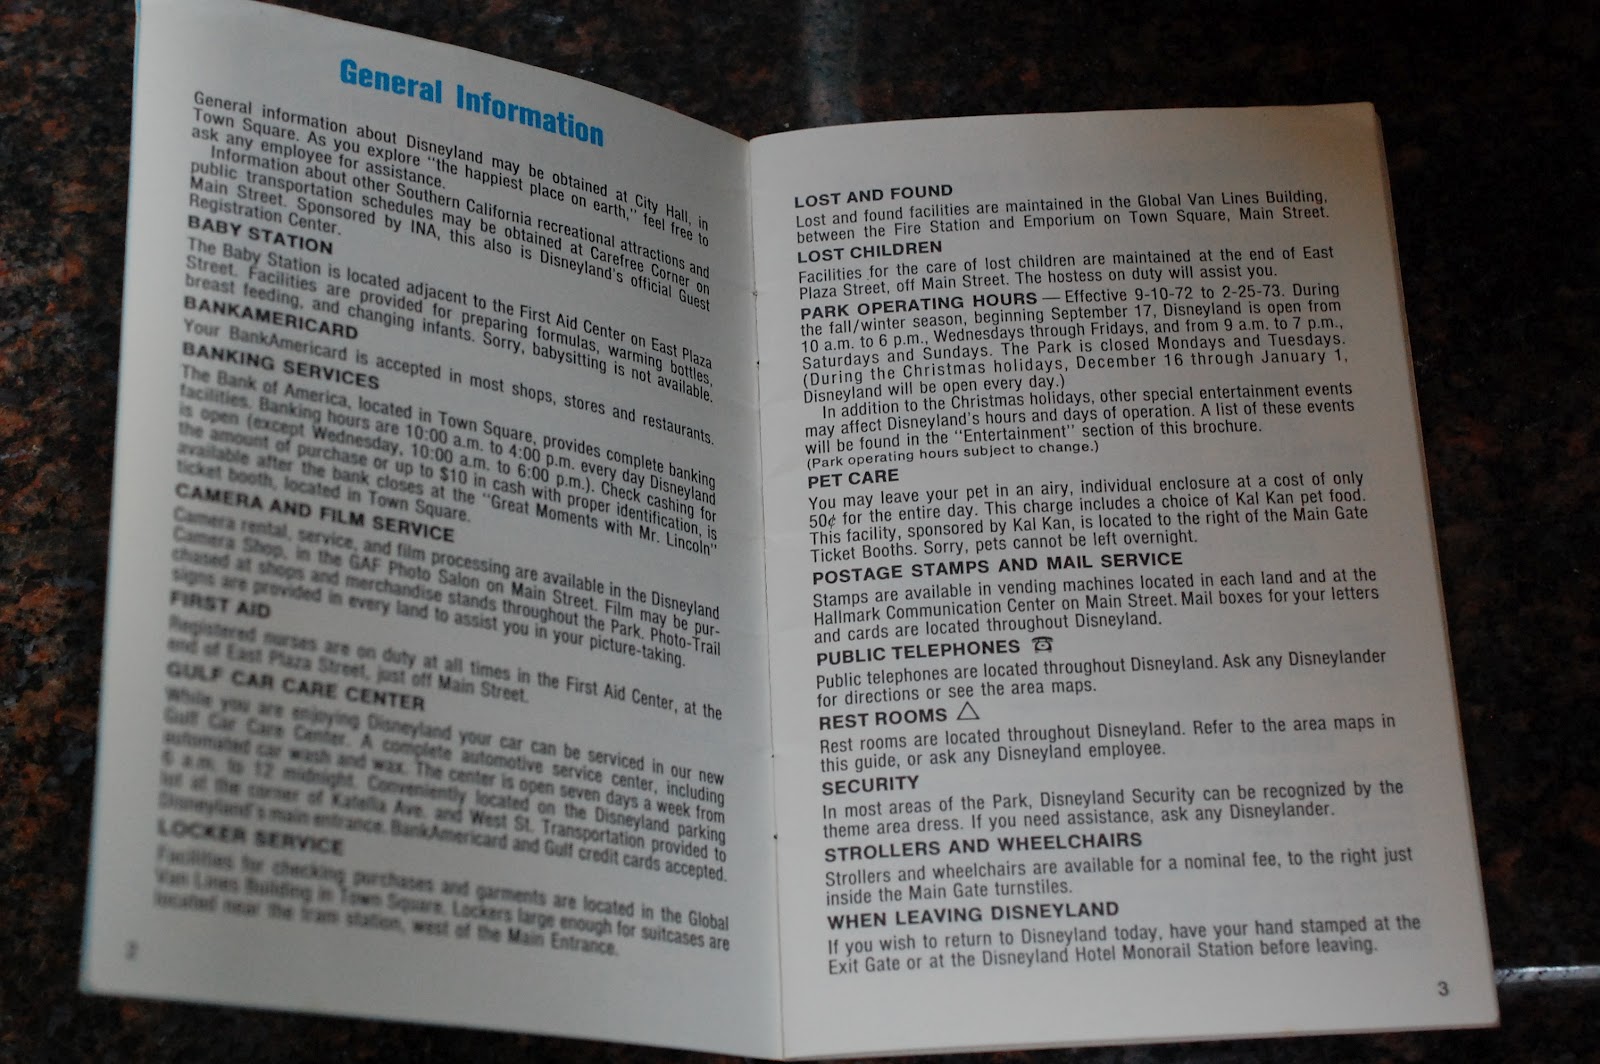 General Information
General information about Disneyland may be obtained at City Hall, in
Town Square. As you explore "the happiest place on earth," feel free to
ask any employee for assistance.
Information about other Southern California recreational attractions and
public transportation schedules may be obtained at Carefree Corner on
Main Street. Sponsored by INA, this also is Disneyland's official Guest
Registration Center.
BABY STATION
The Baby Station is located adjacent to the First Aid Center on East Plaza
Street. Facilities are provided for preparing formulas, warming bottles,
breast feeding, and changing infants. Sorry, babysitting is not available.
BANKAMERICARD
Your BankAmericard is accepted in most shops, stores and restaurants.
BANKING SERVICES
The Bank of America, located in Town Square, provides complete banking
facilities. Banking hours are 10:00 a.m. to 4:00 p.m. every day Disneyland
is open (except Wednesday, 10:00 a.m. to 6:00 p.m.). Check cashing for
the amount of purchase or up to $10 in cash with proper identification, is
available after the bank closes at the "Great Moments with Mr. Lincoln"
ticket booth, located in Town Square.
CAMERA AND FILM SERVICE
Camera rental, service, and film processing are available in the Disneyland
Camera Shop, in the GAF Photo Salon on Main Street. Film may be pur-
chased at shops and merchandise stands throughout the Park. Photo-Trail
signs are provided in every land to assist you in your picture-taking.
FIRST AID
Registered nurses are on duty at all times in the First Aid Center, at the
end of East Plaza Street, just off Main Street.
GULF CAR CARE CENTER
While you are enjoying Disneyland your car can be serviced in our new
Gulf Car Care Center. A complete automotive service center, including
automated car wash and wax. The center is open seven days a week from
6 a.m. to 12 midnight. Conveniently located on the Disneyland parking
lot at the corner of Katella Ave. and West St. Transportation provided to
Disneyland's main entrance. BankAmericard and Gulf credit cards accepted.
LOCKER SERVICE
Facilities for checking purchases and garments are located in the Global
Van Lines Building in Town Square. Lockers large enough for suitcases are
located near the tram station, west of the Main Entrance.
2
LOST AND FOUND
Lost and found facilities are maintained in the Global Van Lines Building,
between the Fire Station and Emporium on Town Square, Main Street.
LOST CHILDREN
Facilities for the care of lost children are maintained at the end of East
Plaza Street, off Main Street. The hostess on duty will assist you.
PARK OPERATING HOURS — Effective 9-10-72 to 2-25-73. During
the fall/winter season, beginning September 17, Disneyland is open from
10 a.m. to 6 p.m., Wednesdays through Fridays, and from 9 a.m. to 7 p.m.,
Saturdays and Sundays. The Park is closed Mondays and Tuesdays.
(During the Christmas holidays, December 16 through January 1,
Disneyland will be open every day.)
In addition to the Christmas holidays, other special entertainment events
may affect Disneyland's hours and days of operation. A list of these events
will be found in the "Entertainment" section of this brochure.
(Park operating hours subject to change.)
PET CARE
You may leave your pet in an airy, individual enclosure at a cost of only
50¢ for the entire day. This charge includes a choice of Kal Kan pet food.
This facility, sponsored by Kal Kan, is located to the right of the Main Gate
Ticket Booths. Sorry, pets cannot be left overnight.
POSTAGE STAMPS AND MAIL SERVICE
Stamps are available in vending machines located in each land and at the
Hallmark Communication Center on Main Street. Mail boxes for your letters
and cards are located throughout Disneyland.
PUBLIC TELEPHONES
Public telephones are located throughout Disneyland. Ask any Disneylander
for directions or see the area maps.
REST ROOMS
Rest rooms are located throughout Disneyland. Refer to the area maps in
this guide, or ask any Disneyland employee.
SECURITY
In most areas of the Park, Disneyland Security can be recognized by the
theme area dress. If you need assistance, ask any Disneylander.
STROLLERS AND WHEELCHAIRS
Strollers and wheelchairs are available for a nominal fee, to the right just
inside the Main Gate turnstiles.
WHEN LEAVING DISNEYLAND
If you wish to return to Disneyland today, have your hand stamped at the
Exit Gate or at the Disneyland Hotel Monorail Station before leaving.
3